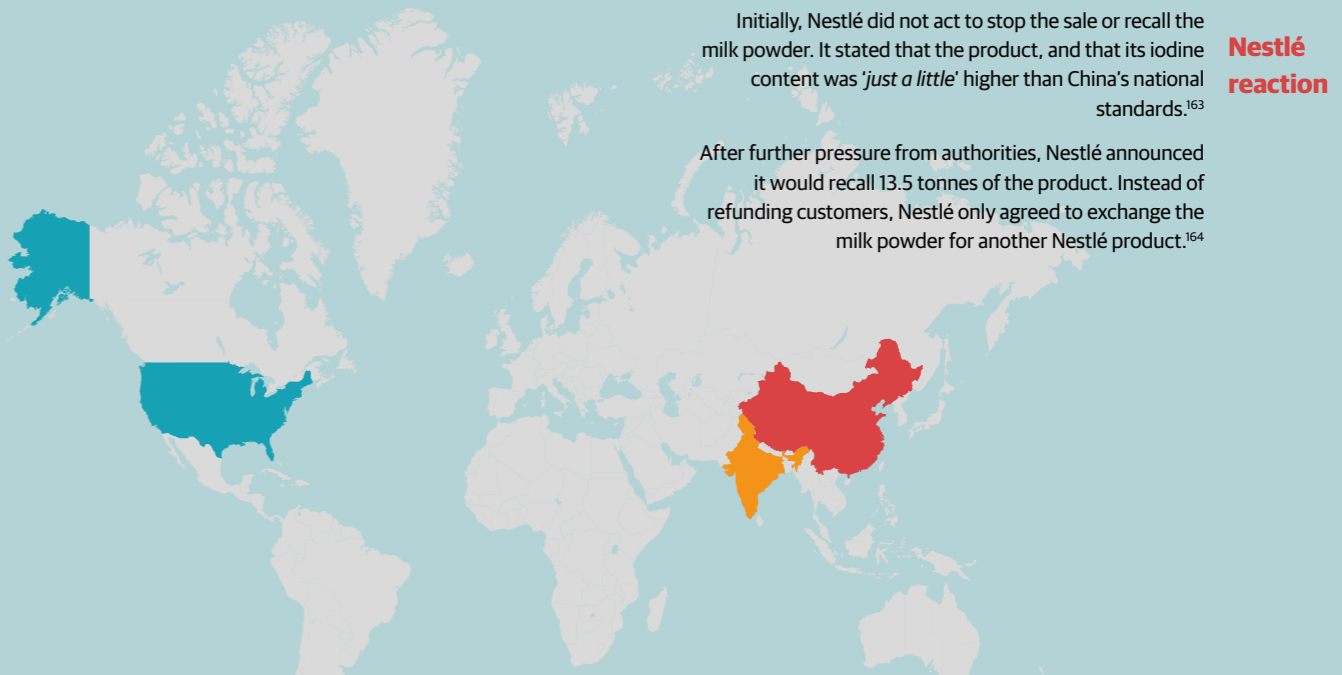 Nestlé
reaction
Initially, Nestlé did not act to stop the sale or recall the
milk powder. It stated that the product, and that its iodine
content was 'just a little' higher than China's national
standards.163
After further pressure from authorities, Nestlé announced
it would recall 13.5 tonnes of the product. Instead of
refunding customers, Nestlé only agreed to exchange the
milk powder for another Nestlé product.164